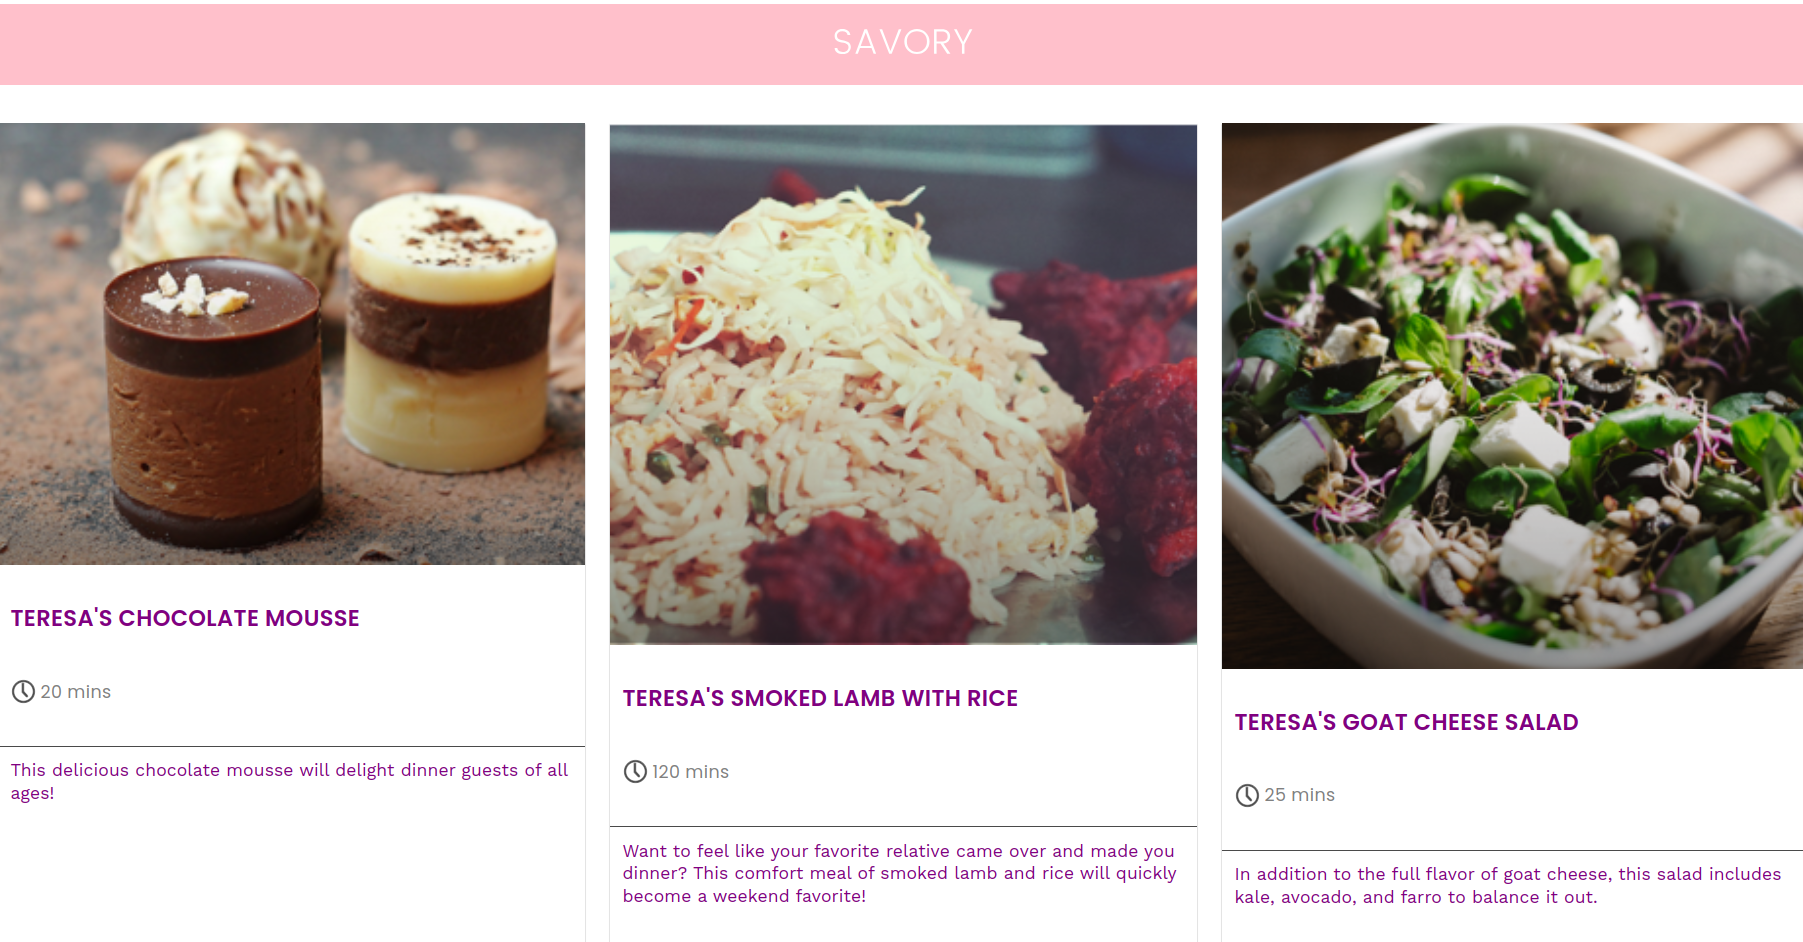 SAVORY
TERESA'S CHOCOLATE MOUSSE
20 mins
This delicious chocolate mousse will delight dinner guests of all
ages!
TERESA'S SMOKED LAMB WITH RICE
120 mins
Want to feel like your favorite relative came over and made you
dinner? This comfort meal of smoked lamb and rice will quickly
become a weekend favorite!
TERESA'S GOAT CHEESE SALAD
25 mins
In addition to the full flavor of goat cheese, this salad includes
kale, avocado, and farro to balance it out.